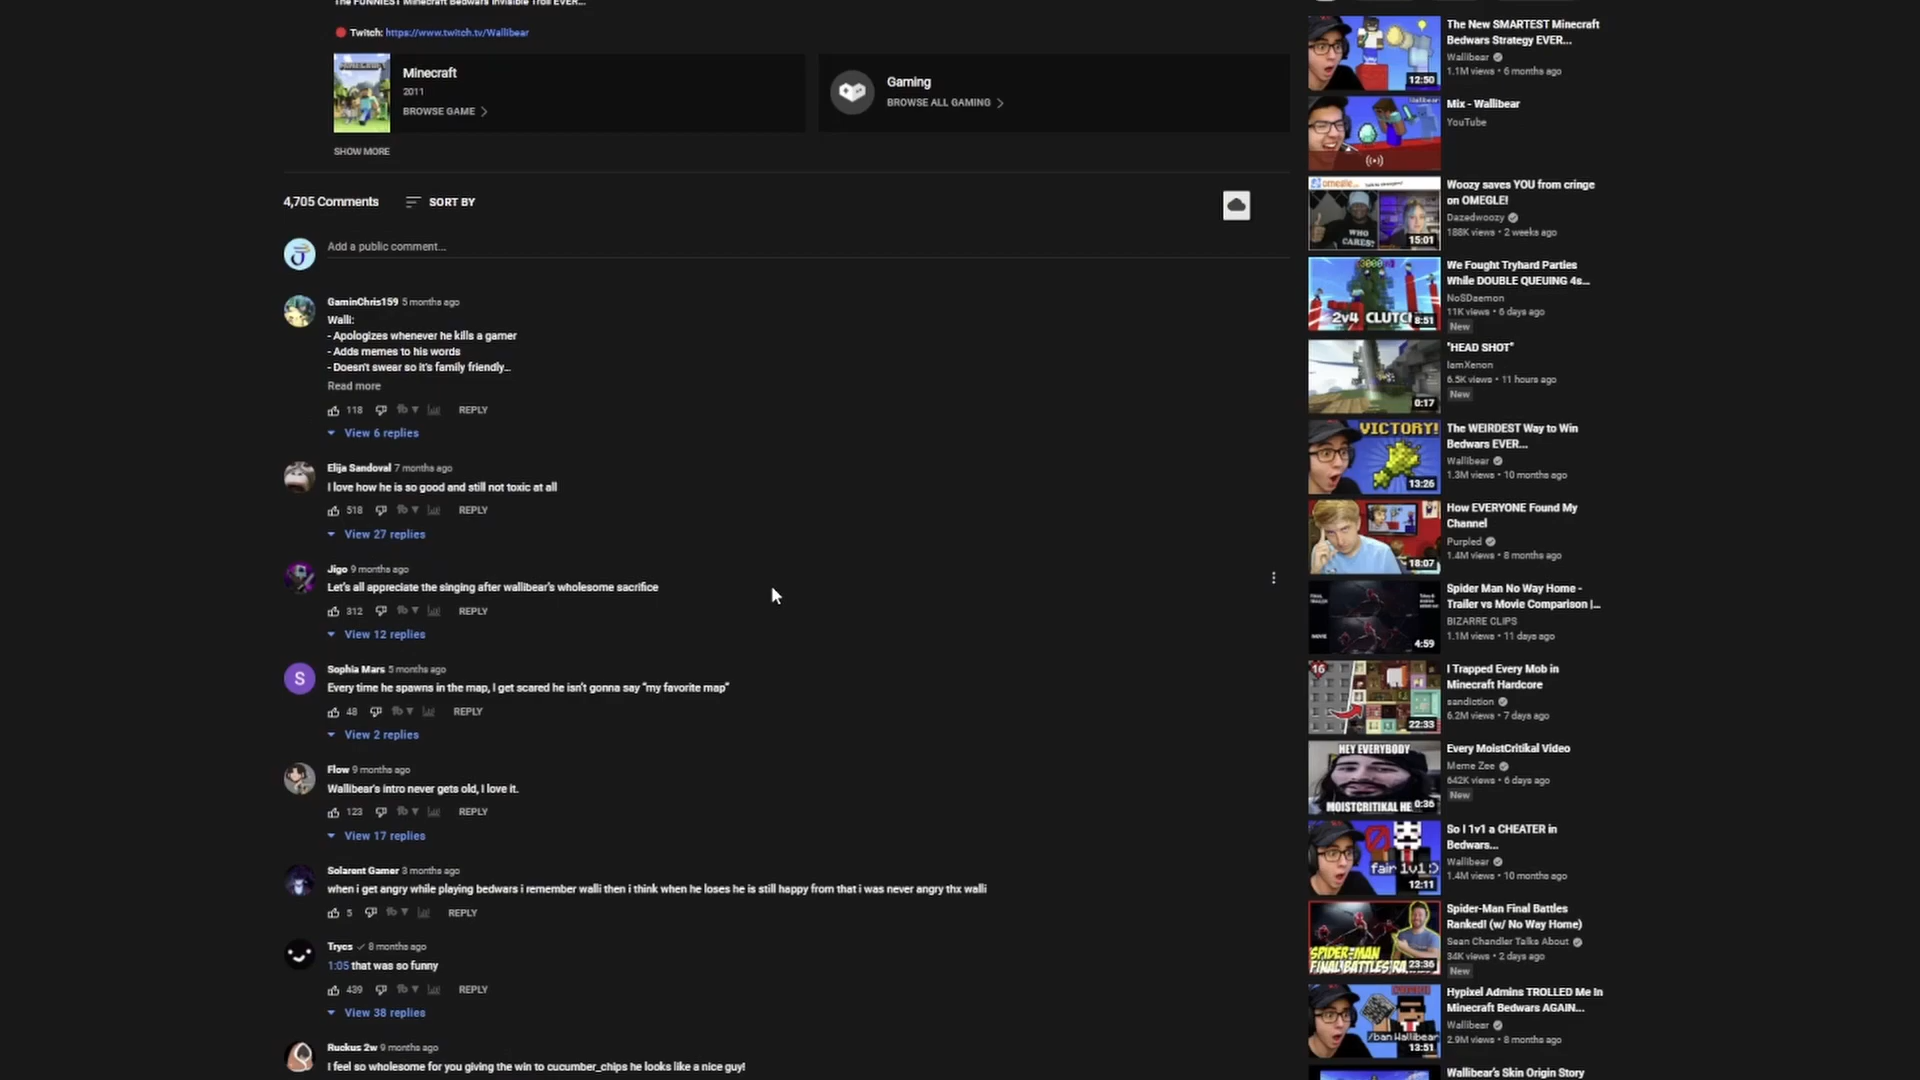 The FUNNIEST Minecraft Bedwars Invisible Troll EVER...
Twitch: https://www.twitch.tv/Wallibear
Minecraft
2011
BROWSE GAME
Gaming
BROWSE ALL GAMING
SHOW MORE
4,705 Comments
SORT BY
Add a public comment...
GaminChris159 5 months ago
Walli:
- Apologizes whenever he kills a gamer
- Adds memes to his words
- Doesn't swear so it's family friendly...
Read more
118 REPLY
View 6 replies
Elija Sandoval 7 months ago
I love how he is so good and still not toxic at all
518 REPLY
View 27 replies
Jigo 9 months ago
Let's all appreciate the singing after wallibear's wholesome sacrifice
312 REPLY
View 12 replies
S
Sophia Mars 5 months ago
Every time he spawns in the map, I get scared he isn't gonna say "my favorite map"
48 REPLY
View 2 replies
Flow 9 months ago
Wallibear's intro never gets old, I love it.
123 REPLY
View 17 replies
Solarent Gamer 3 months ago
when i get angry while playing bedwars i remember walli then i think when he loses he is still happy from that i was never angry thx walli
5 REPLY
Tryes 8 months ago
1:05 that was so funny
439 REPLY
View 38 replies
Ruckus 2w 9 months ago
I feel so wholesome for you giving the win to cucumber_chips he looks like a nice guy!
12:50
The New SMARTEST Minecraft
Bedwars Strategy EVER...
Wallibear
1.1M views • 6 months ago
Mix - Wallibear
YouTube
omegle
WHO
CARES?
15:01
Woozy saves YOU from cringe
on OMEGLE!
Dazedwoozy
188K views • 2 weeks ago
2v4 CLUTCH
8:51
We Fought Tryhard Parties
While DOUBLE QUEUING 4s...
NoSDaemon
11K views • 6 days ago
New
0:17
"HEAD SHOT"
IamXenon
6.5K views • 11 hours ago
New
VICTORY!
13:26
The WEIRDEST Way to Win
Bedwars EVER...
Wallibear
1.3M views • 10 months ago
18:07
How EVERYONE Found My
Channel
Purpled
1.4M views • 8 months ago
4:59
Spider Man No Way Home -
Trailer vs Movie Comparison |...
BIZARRE CLIPS
1.1M views • 11 days ago
16
22:33
I Trapped Every Mob in
Minecraft Hardcore
sandiction
6.2M views • 7 days ago
HEY EVERYBODY
MOISTCRITIKAL HE
0:36
Every MoistCritikal Video
Meme Zee
642K views • 6 days ago
New
fair 1v1:)
12:11
So I 1v1 a CHEATER in
Bedwars...
Wallibear
1.4M views • 10 months ago
SPIDER-MAN
FINAL BATTLES
23:36
Spider-Man Final Battles
Ranked! (w/ No Way Home)
Sean Chandler Talks About
34K views • 2 days ago
New
/ban Wallibear
13:51
Hypixel Admins TROLLED Me In
Minecraft Bedwars AGAIN...
Wallibear
2.9M views • 8 months ago
Wallibear's Skin Origin Story